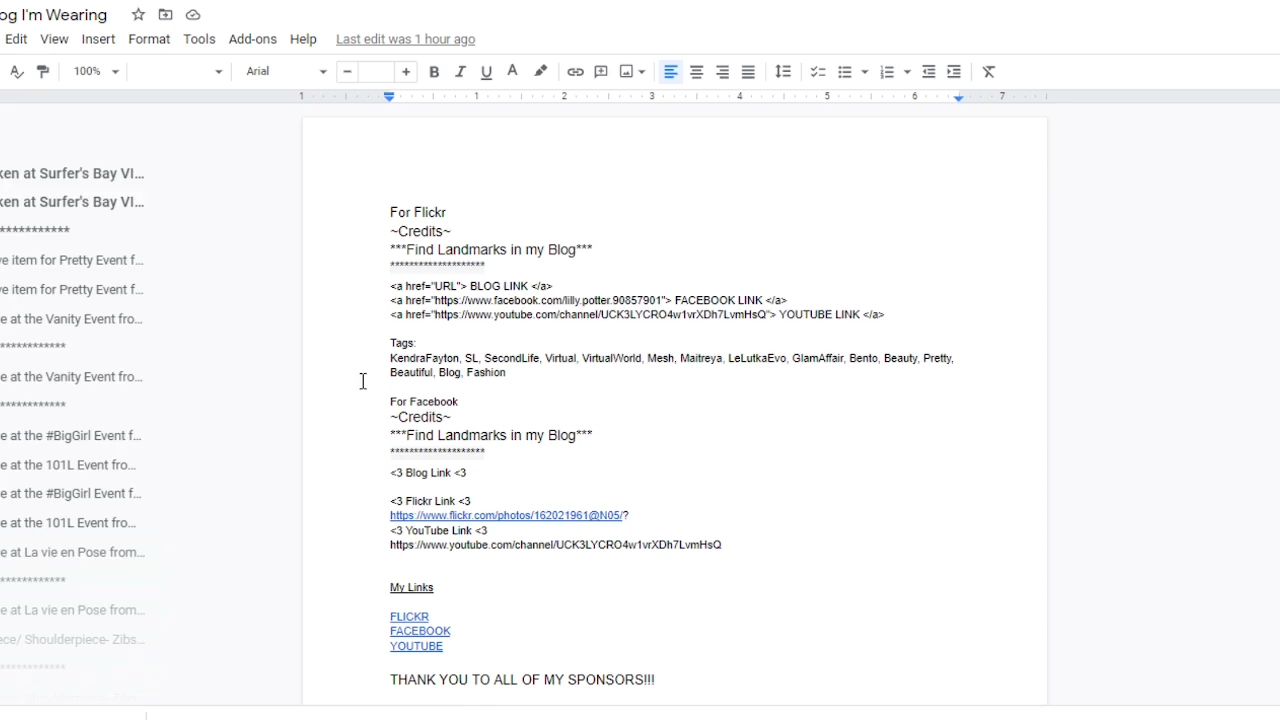 og I'm Wearing
Edit View Insert Format Tools Add-ons Help Last edit was 1 hour ago
100% Arial
1 1 2 3 4 5 6 7
ken at Surfer's Bay VI...
ken at Surfer's Bay VI...
***********
ve item for Pretty Event f...
ve item for Pretty Event f...
e at the Vanity Event fro...
***********
e at the Vanity Event fro...
***********
e at the #BigGirl Event f...
e at the 101L Event fro...
e at the #BigGirl Event f...
e at the 101L Event fro...
e at La vie en Pose from...
***********
e at La vie en Pose from...
ece/ Shoulderpiece- Zibs...
***********
For Flickr
~Credits~
***Find Landmarks in my Blog***
********************
<a href="URL"> BLOG LINK </a>
<a href="https://www.facebook.com/lilly.potter.90857901"> FACEBOOK LINK </a>
<a href="https://www.youtube.com/channel/UCK3LYCRO4w1vrXDh7LvmHsQ"> YOUTUBE LINK </a>
Tags:
KendraFayton, SL, SecondLife, Virtual, VirtualWorld, Mesh, Maitreya, LeLutkaEvo, GlamAffair, Bento, Beauty, Pretty,
Beautiful, Blog, Fashion
For Facebook
~Credits~
***Find Landmarks in my Blog***
********************
<3 Blog Link <3
<3 Flickr Link <3
https://www.flickr.com/photos/162021961@N05/?
<3 YouTube Link <3
https://www.youtube.com/channel/UCK3LYCRO4w1vrXDh7LvmHsQ
My Links
FLICKR
FACEBOOK
YOUTUBE
THANK YOU TO ALL OF MY SPONSORS!!!